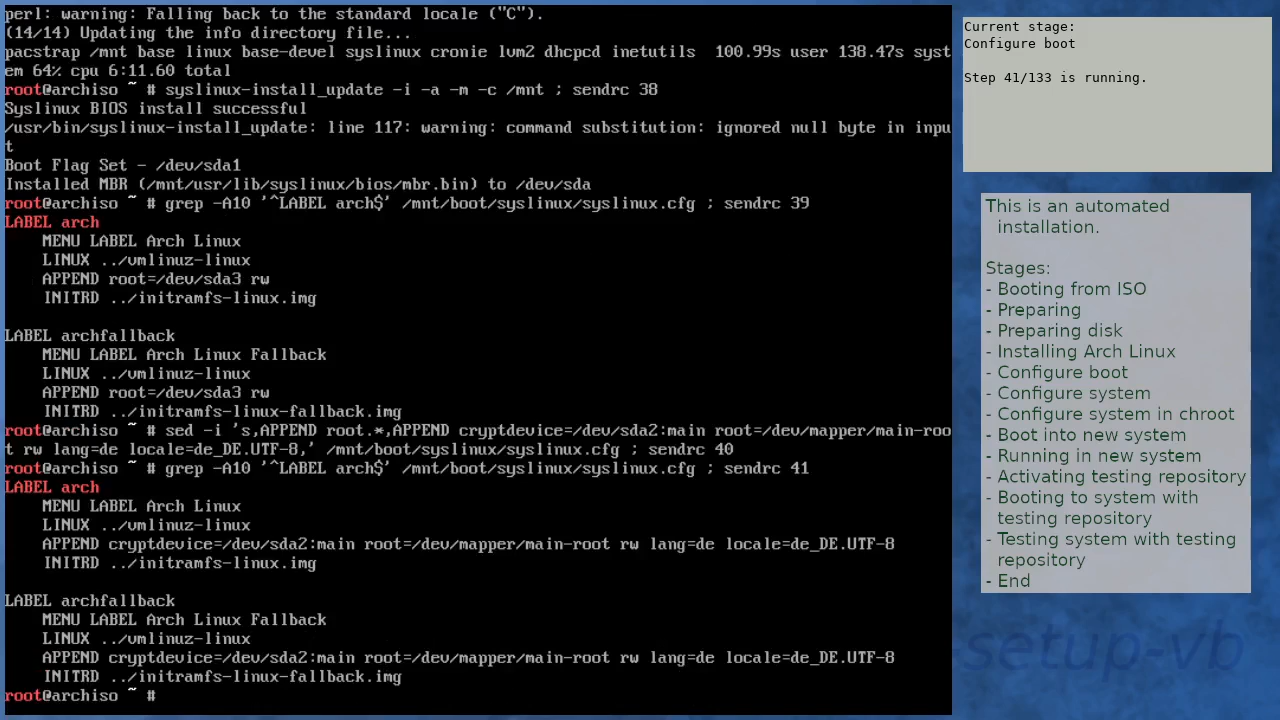 perl: warning: Falling back to the standard locale ("C").
(14/14) Updating the info directory file...
pacstrap /mnt base linux base-devel syslinux cronie lvm2 dhcpcd inetutils  100.99s user 138.47s syst
em 64% cpu 6:11.60 total
root@archiso ~ # syslinux-install_update -i -a -m -c /mnt ; sendrc 38
Syslinux BIOS install successful
/usr/bin/syslinux-install_update: line 117: warning: command substitution: ignored null byte in inpu
t
Boot Flag Set - /dev/sda1
Installed MBR (/mnt/usr/lib/syslinux/bios/mbr.bin) to /dev/sda
root@archiso ~ # grep -A10 '^LABEL arch$' /mnt/boot/syslinux/syslinux.cfg ; sendrc 39
LABEL arch
    MENU LABEL Arch Linux
    LINUX ../vmlinuz-linux
    APPEND root=/dev/sda3 rw
    INITRD ../initramfs-linux.img

LABEL archfallback
    MENU LABEL Arch Linux Fallback
    LINUX ../vmlinuz-linux
    APPEND root=/dev/sda3 rw
    INITRD ../initramfs-linux-fallback.img
root@archiso ~ # sed -i 's,APPEND root.*,APPEND cryptdevice=/dev/sda2:main root=/dev/mapper/main-roo
t rw lang=de locale=de_DE.UTF-8,' /mnt/boot/syslinux/syslinux.cfg ; sendrc 40
root@archiso ~ # grep -A10 '^LABEL arch$' /mnt/boot/syslinux/syslinux.cfg ; sendrc 41
LABEL arch
    MENU LABEL Arch Linux
    LINUX ../vmlinuz-linux
    APPEND cryptdevice=/dev/sda2:main root=/dev/mapper/main-root rw lang=de locale=de_DE.UTF-8
    INITRD ../initramfs-linux.img

LABEL archfallback
    MENU LABEL Arch Linux Fallback
    LINUX ../vmlinuz-linux
    APPEND cryptdevice=/dev/sda2:main root=/dev/mapper/main-root rw lang=de locale=de_DE.UTF-8
    INITRD ../initramfs-linux-fallback.img
root@archiso ~ #
Current stage:
Configure boot

Step 41/133 is running.
This is an automated
installation.

Stages:
- Booting from ISO
- Preparing
- Preparing disk
- Installing Arch Linux
- Configure boot
- Configure system
- Configure system in chroot
- Boot into new system
- Running in new system
- Activating testing repository
- Booting to system with
testing repository
- Testing system with testing
repository
- End
setup-vb